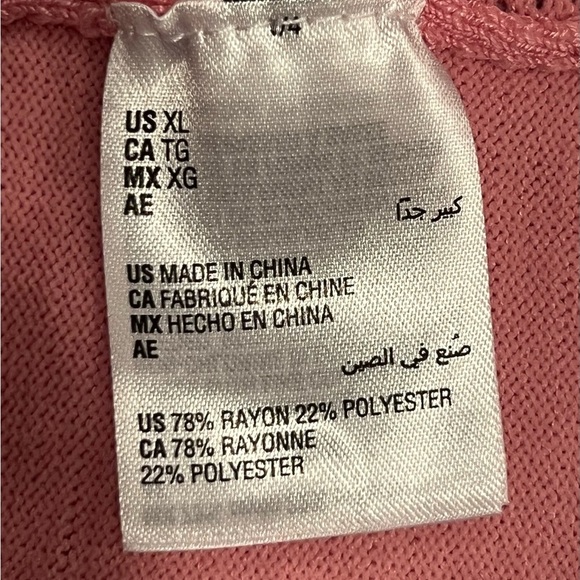 US XL
CA TG
MX XG
AE
كبير جدًا
US MADE IN CHINA
CA FABRIQUÉ EN CHINE
MX HECHO EN CHINA
AE
صُنع في الصين
US 78% RAYON 22% POLYESTER
CA 78% RAYONNE
22% POLYESTER